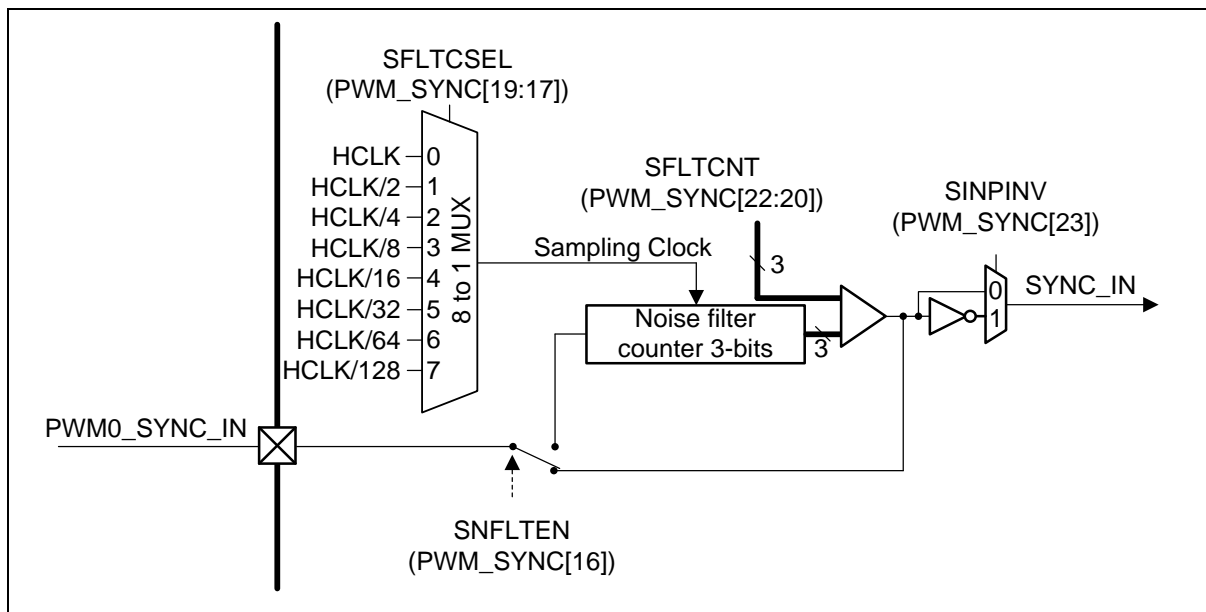 SFLTCSEL
(PWM_SYNC[19:17])
HCLK 0
HCLK/2 1
HCLK/4 2
HCLK/8 3
HCLK/16 4
HCLK/32 5
HCLK/64 6
HCLK/128 7
8 to 1 MUX
Sampling Clock
SFLTCNT
(PWM_SYNC[22:20])
3
Noise filter
counter 3-bits
3
SINPINV
(PWM_SYNC[23])
0
1
SYNC_IN
PWM0_SYNC_IN
SNFLTEN
(PWM_SYNC[16])